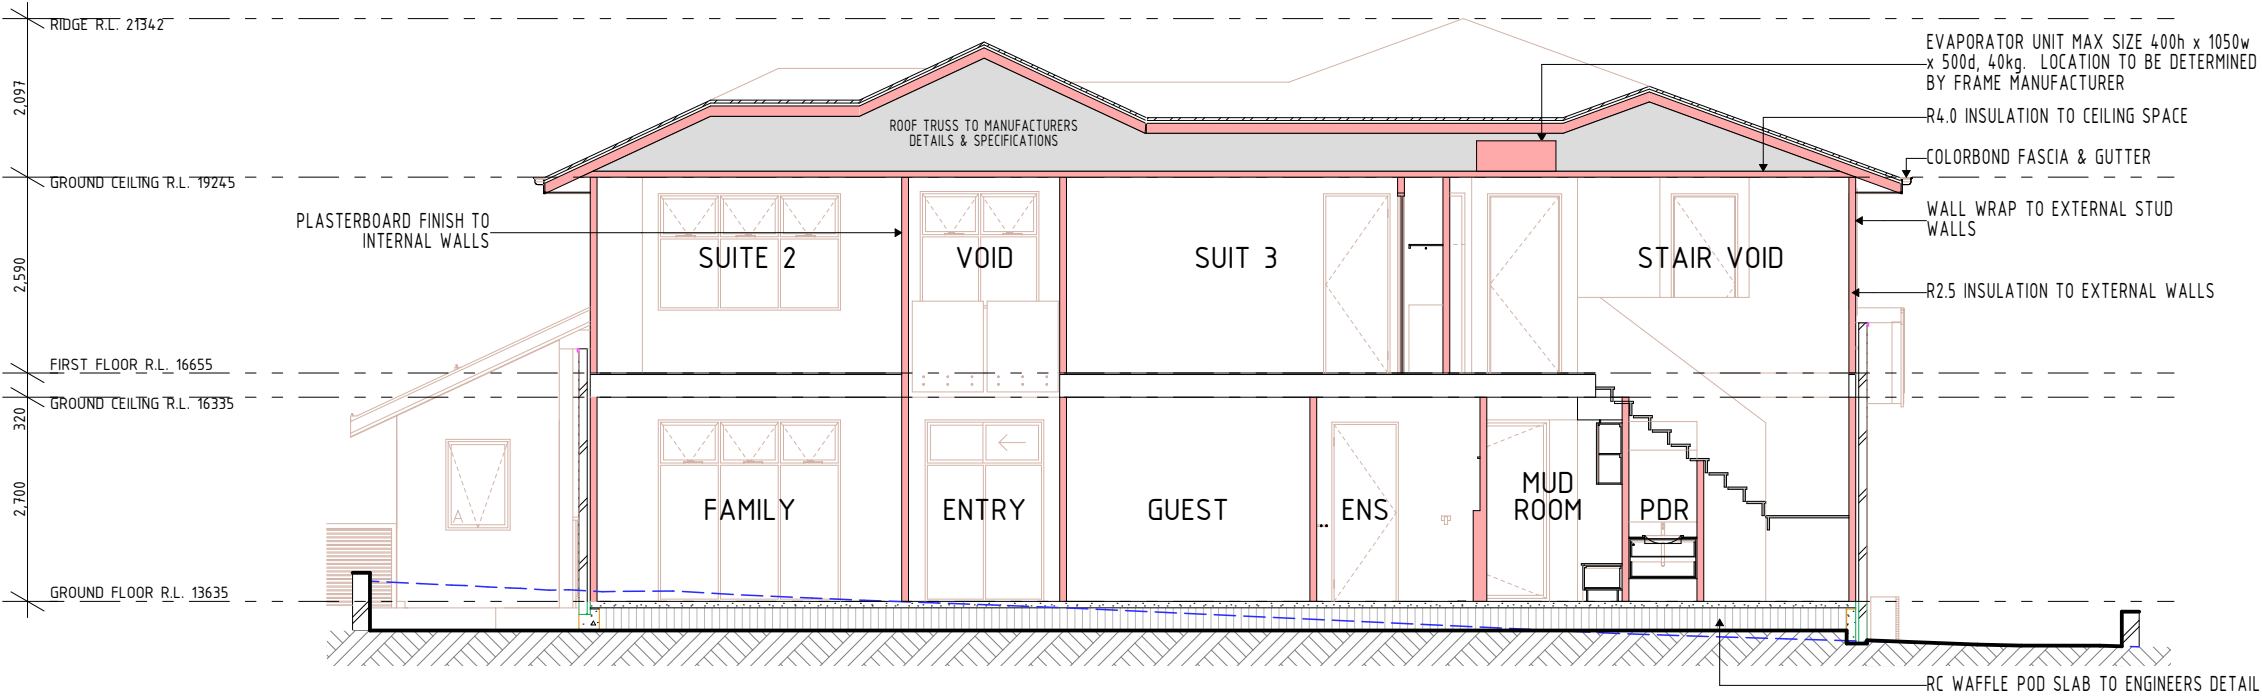 RIDGE R.L. 21342
2,097
GROUND CEILING R.L. 19245
2,590
FIRST FLOOR R.L. 16655
GROUND CEILING R.L. 16335
320
2,700
GROUND FLOOR R.L. 13635
PLASTERBOARD FINISH TO
INTERNAL WALLS
ROOF TRUSS TO MANUFACTURERS
DETAILS & SPECIFICATIONS
SUITE 2
VOID
SUIT 3
STAIR VOID
A
FAMILY
ENTRY
GUEST
ENS
MUD
ROOM
PDR
EVAPORATOR UNIT MAX SIZE 400h x 1050w
x 500d, 40kg. LOCATION TO BE DETERMINED
BY FRAME MANUFACTURER
R4.0 INSULATION TO CEILING SPACE
COLORBOND FASCIA & GUTTER
WALL WRAP TO EXTERNAL STUD
WALLS
R2.5 INSULATION TO EXTERNAL WALLS
RC WAFFLE POD SLAB TO ENGINEERS DETAIL